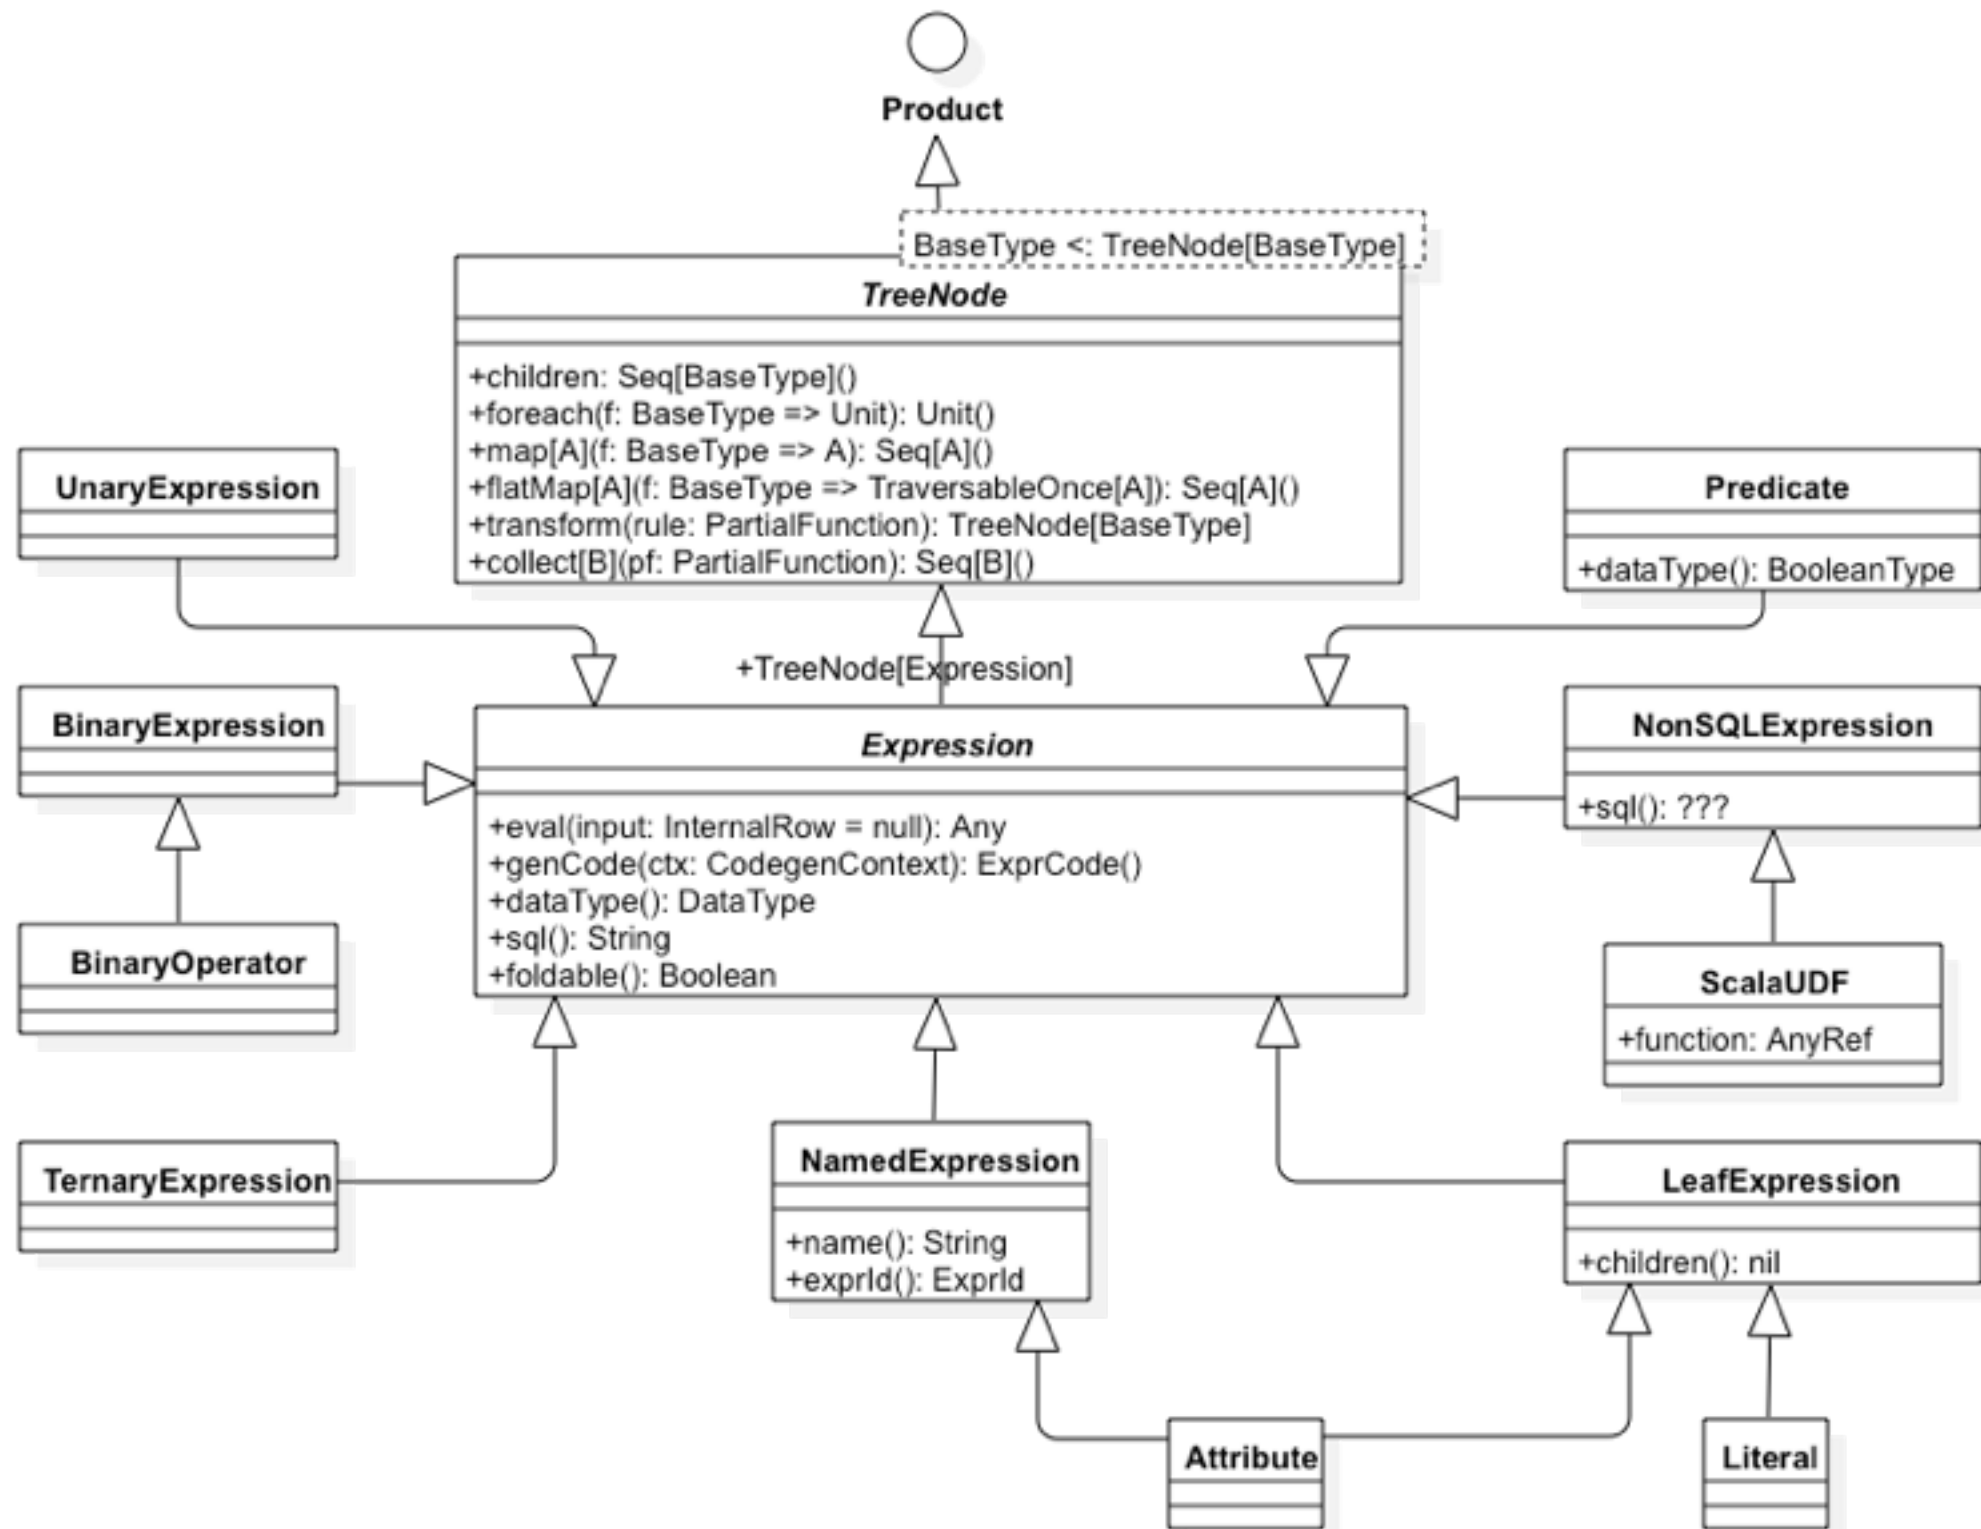 Product
BaseType <: TreeNode[BaseType]
TreeNode
+children: Seq[BaseType]()
+foreach(f: BaseType => Unit): Unit()
+map[A](f: BaseType => A): Seq[A]()
+flatMap[A](f: BaseType => TraversableOnce[A]): Seq[A]()
+transform(rule: PartialFunction): TreeNode[BaseType]
+collect[B](pf: PartialFunction): Seq[B]()
UnaryExpression
Predicate
+dataType(): BooleanType
+TreeNode[Expression]
BinaryExpression
Expression
+eval(input: InternalRow = null): Any
+genCode(ctx: CodegenContext): ExprCode()
+dataType(): DataType
+sql(): String
+foldable(): Boolean
NonSQLExpression
+sql(): ???
BinaryOperator
ScalaUDF
+function: AnyRef
TernaryExpression
NamedExpression
+name(): String
+exprId(): ExprId
LeafExpression
+children(): nil
Attribute
Literal